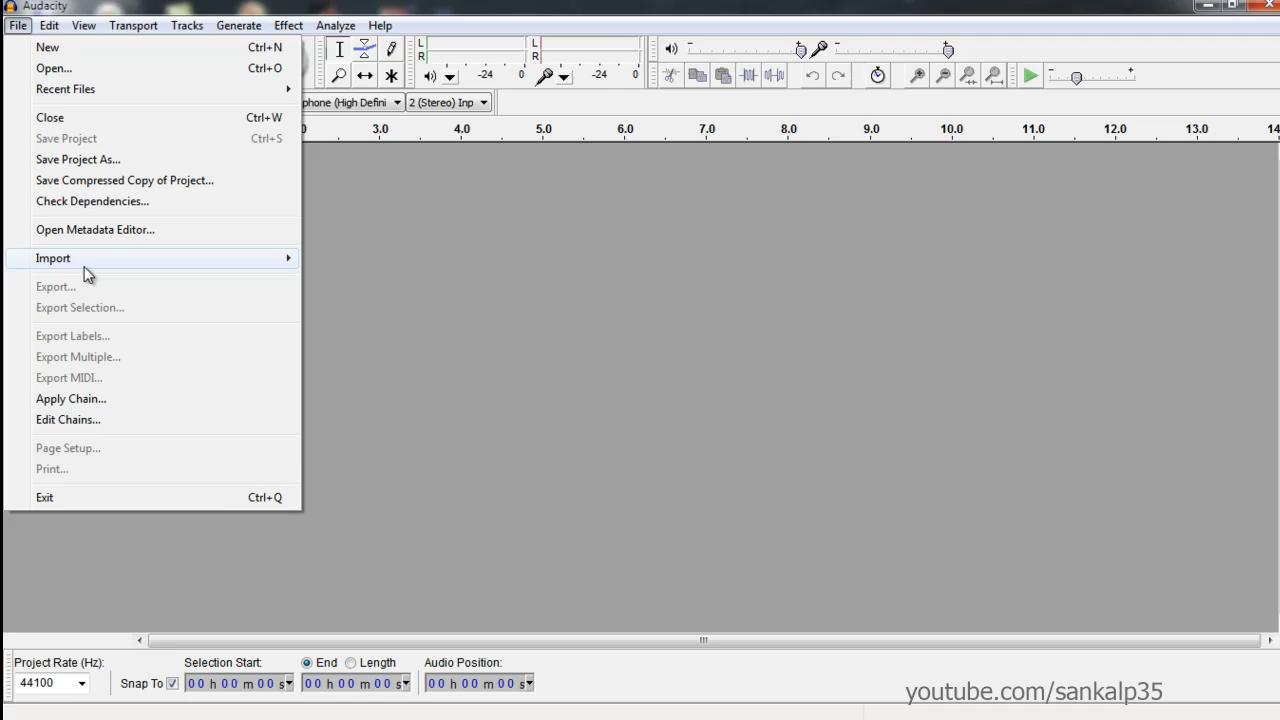 Audacity
File Edit View Transport Tracks Generate Effect Analyze Help
New Ctrl+N
Open... Ctrl+O
Recent Files
Close Ctrl+W
Save Project Ctrl+S
Save Project As...
Save Compressed Copy of Project...
Check Dependencies...
Open Metadata Editor...
Import
Export...
Export Selection...
Export Labels...
Export Multiple...
Export MIDI...
Apply Chain...
Edit Chains...
Page Setup...
Print...
Exit Ctrl+Q
L
R
-24 0
L
R
-24 0
phone (High Defini 2 (Stereo) Inp
0 3.0 4.0 5.0 6.0 7.0 8.0 9.0 10.0 11.0 12.0 13.0 14
Project Rate (Hz): Selection Start: End Length Audio Position:
44100 Snap To 00 h 00 m 00 s 00 h 00 m 00 s 00 h 00 m 00 s
youtube.com/sankalp35